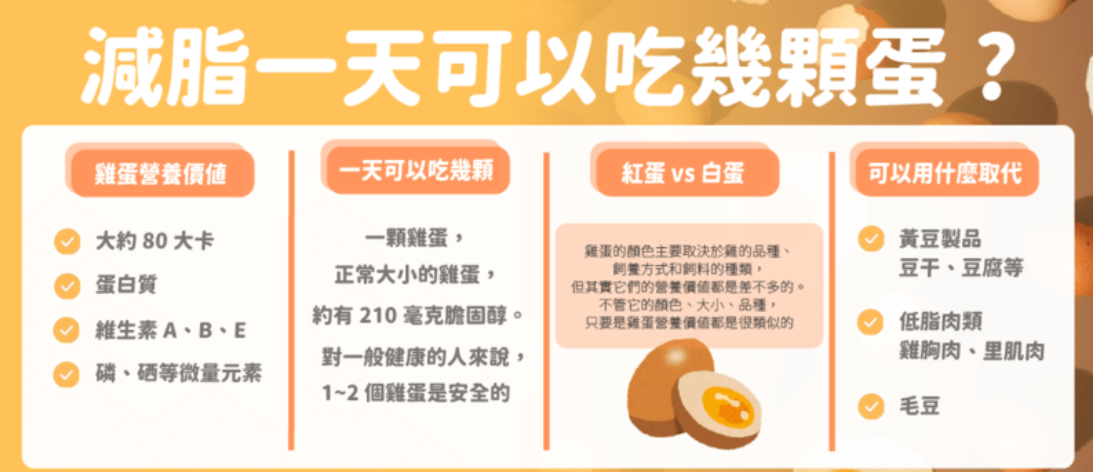 減脂一天可以吃幾顆蛋？
雞蛋營養價值
大約 80 大卡
蛋白質
維生素 A、B、E
磷、硒等微量元素
一天可以吃幾顆
一顆雞蛋，
正常大小的雞蛋，
約有 210 毫克膽固醇。
對一般健康的人來說，
1~2 個雞蛋是安全的
紅蛋 vs 白蛋
雞蛋的顏色主要取決於雞的品種、
飼養方式和飼料的種類，
但其實它們的營養價值都是差不多的。
不管它的顏色、大小、品種，
只要是雞蛋營養價值都是很類似的
可以用什麼取代
黃豆製品
豆干、豆腐等
低脂肉類
雞胸肉、里肌肉
毛豆